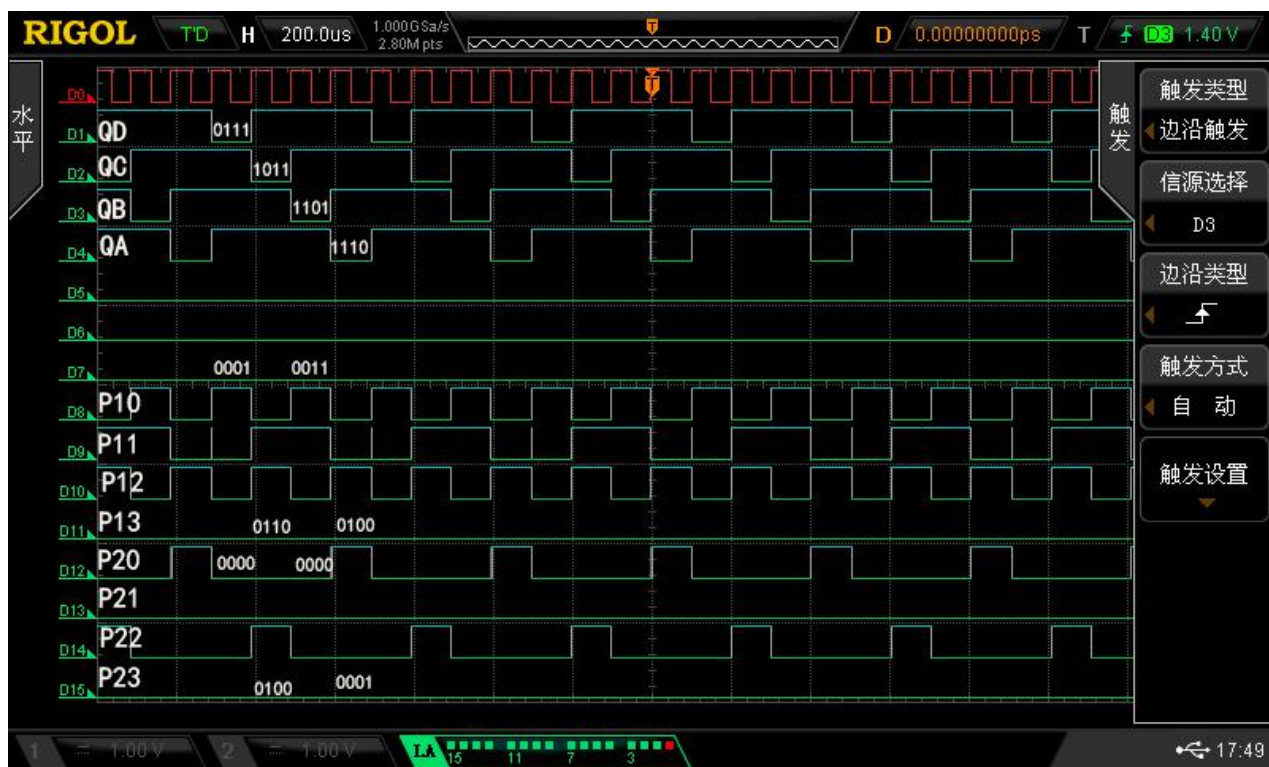 RIGOL T'D H 200.0us 1.000GSa/s 2.80M pts T D 0.00000000ps T D3 1.40 V
水平
触发
触发类型
边沿触发
信源选择
D3
边沿类型
触发方式
自 动
触发设置
D0
D1 QD 0111
D2 QC 1011
D3 QB 1101
D4 QA 1110
D5
D6
D7 0001 0011
D8 P10
D9 P11
D10 P12
D11 P13 0110 0100
D12 P20 0000 0000
D13 P21
D14 P22
D15 P23 0100 0001
1 = 1.00 V 2 = 1.00 V LA 15 11 7 3 17:49